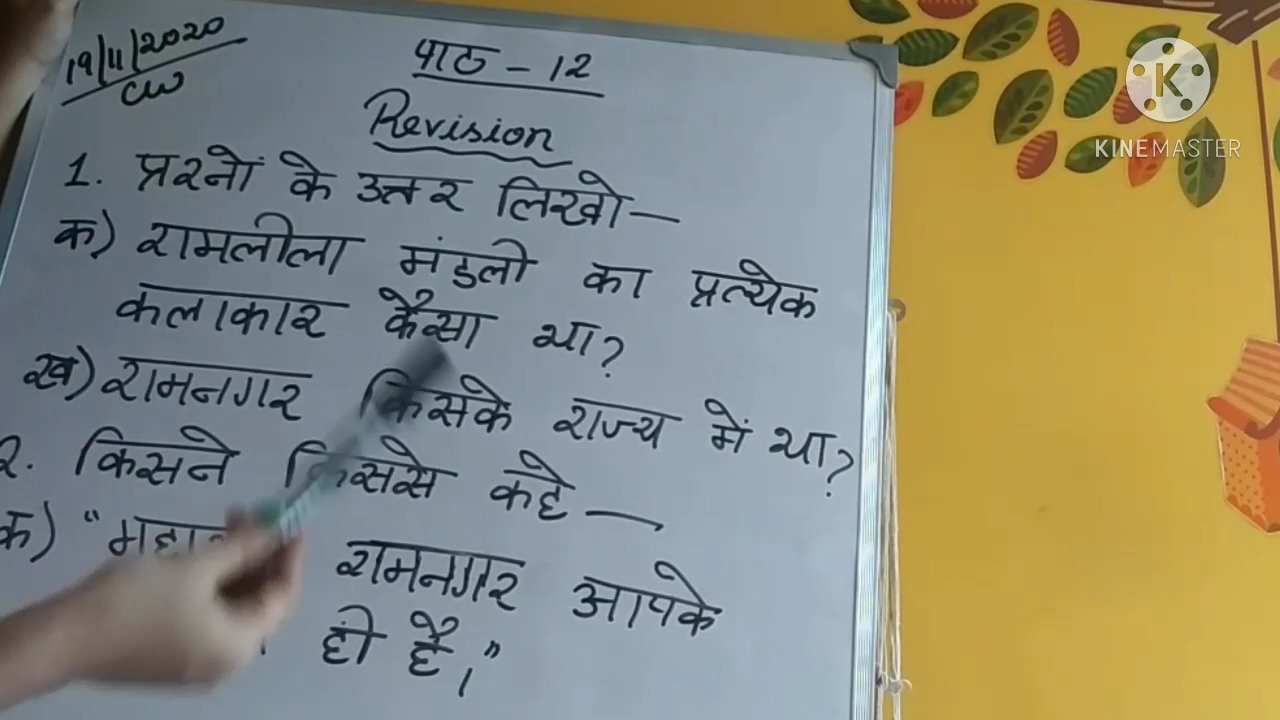 19/11/2020
CW
पाठ - 12
Revision
1. प्रश्नों के उत्तर लिखो—
क) रामलीला मंडली का प्रत्येक
कलाकार कैसा था?
ख) रामनगर किसके राज्य में था?
2. किसने किससे कहे—
क) " रामनगर आपके
ही है।"
K
KINEMASTER